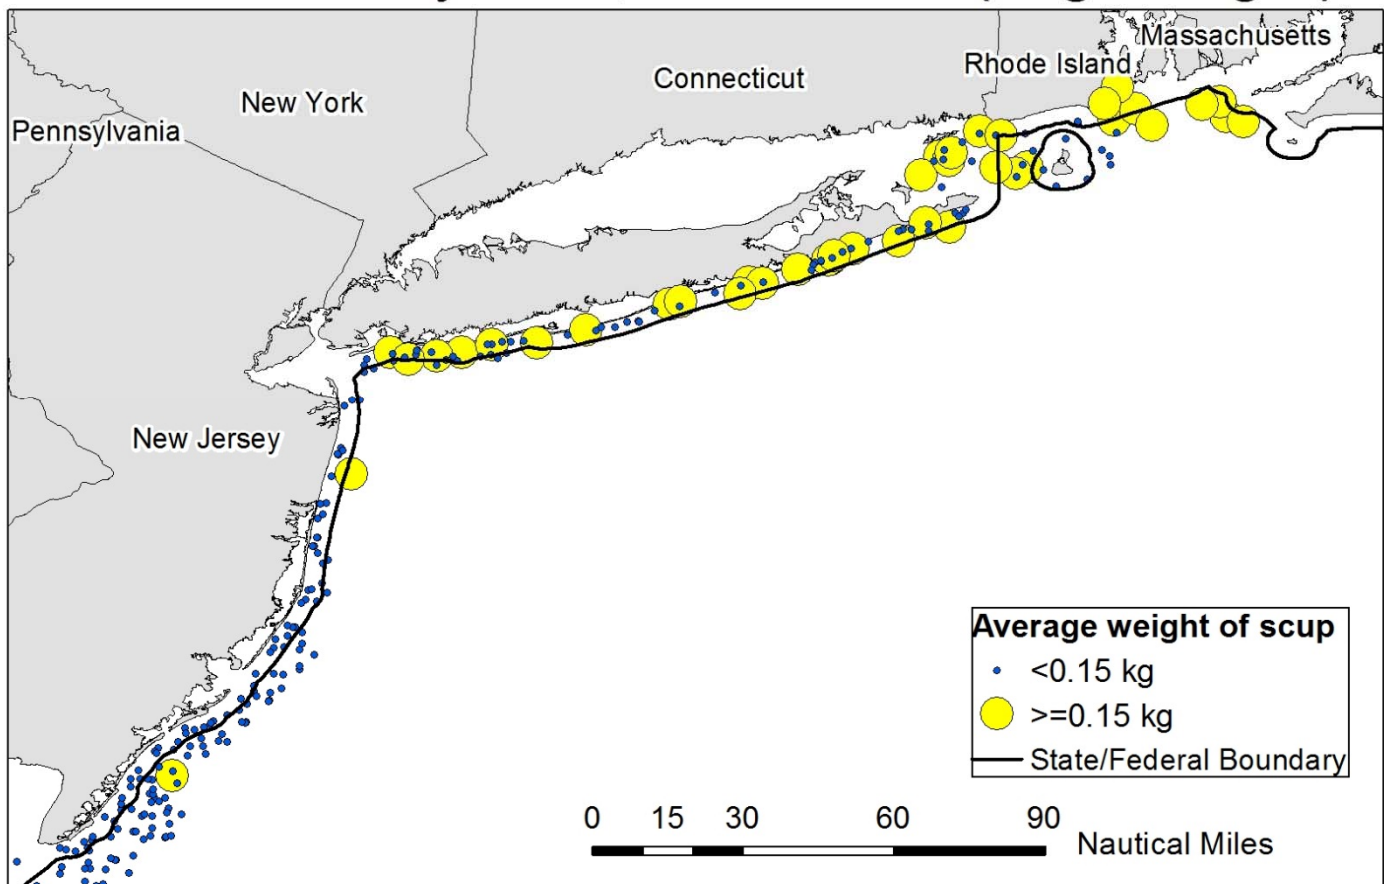 Massachusetts
Rhode Island
Connecticut
New York
Pennsylvania
New Jersey
Average weight of scup
<0.15 kg
>=0.15 kg
State/Federal Boundary
0 15 30 60 90
Nautical Miles